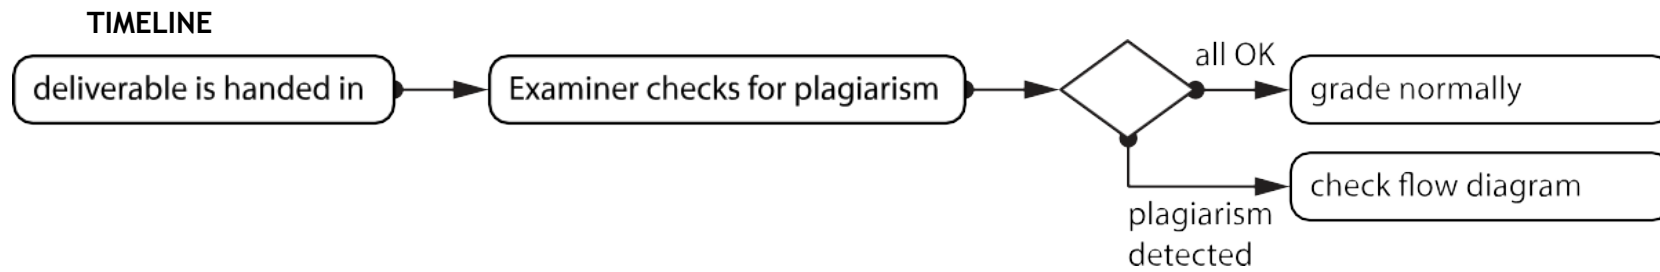 TIMELINE
deliverable is handed in
Examiner checks for plagiarism
all OK
grade normally
check flow diagram
plagiarism
detected